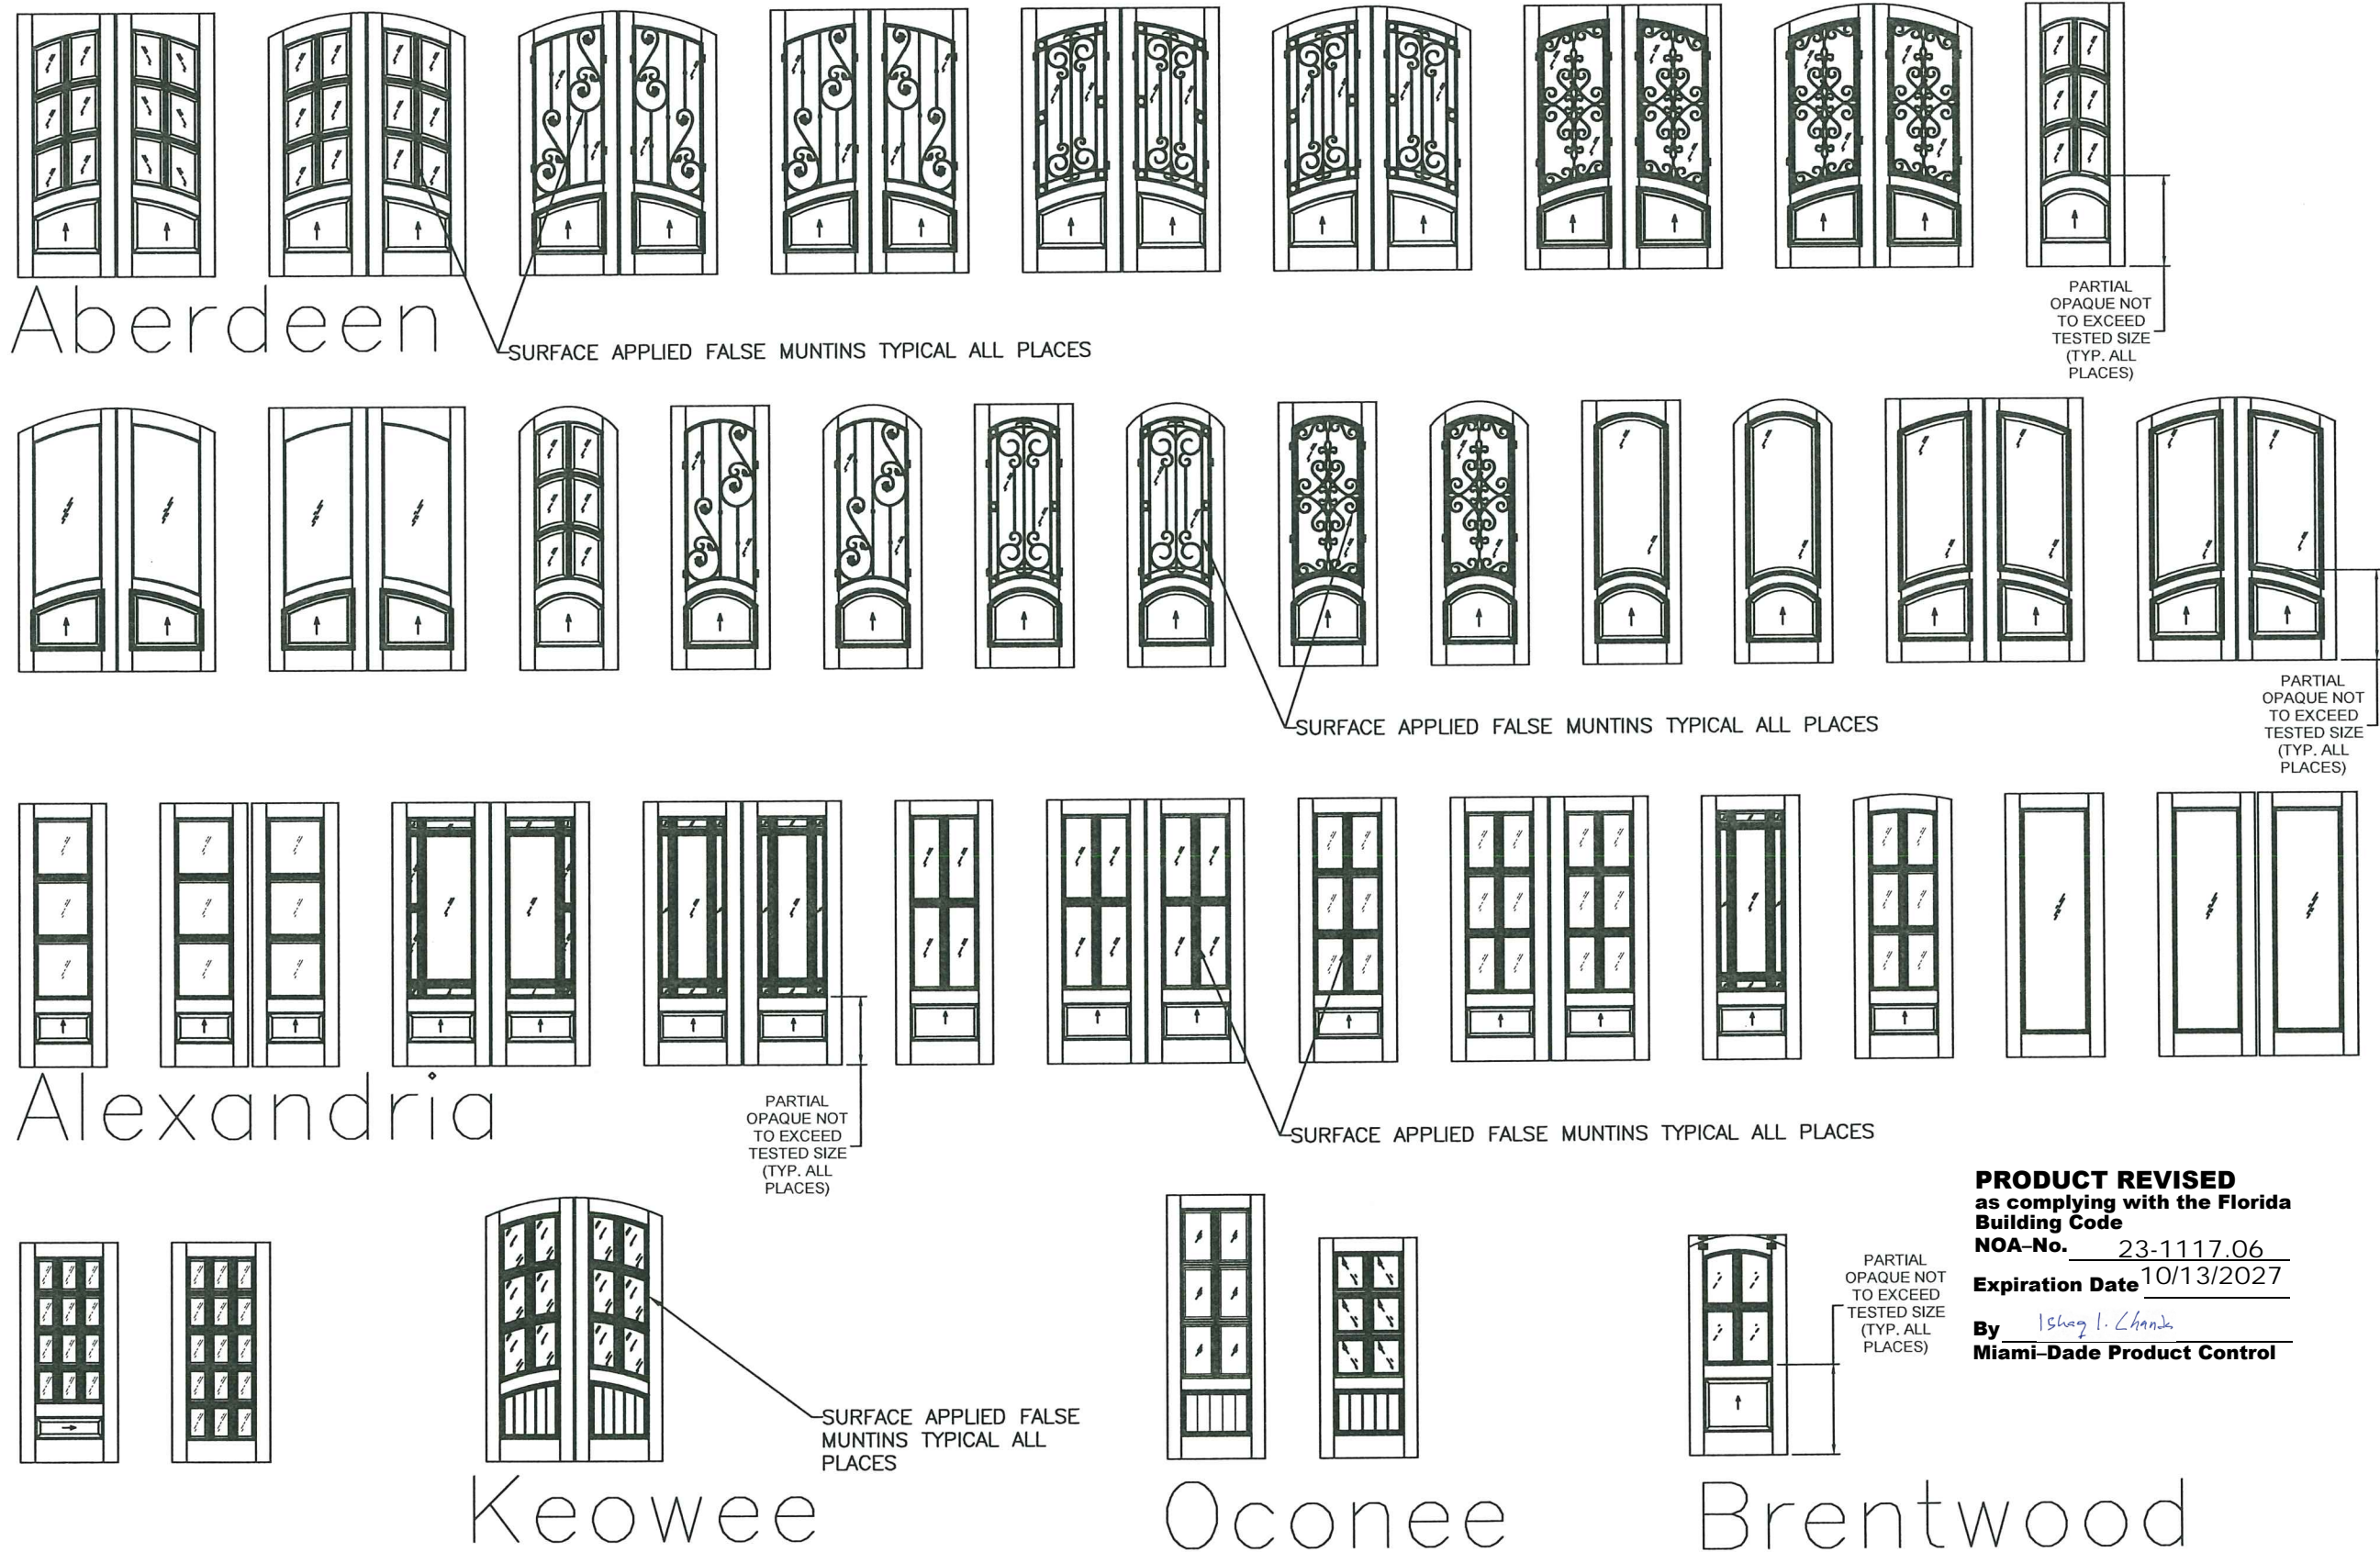 Aberdeen
SURFACE APPLIED FALSE MUNTINS TYPICAL ALL PLACES
PARTIAL
OPAQUE NOT
TO EXCEED
TESTED SIZE
(TYP. ALL
PLACES)
SURFACE APPLIED FALSE MUNTINS TYPICAL ALL PLACES
PARTIAL
OPAQUE NOT
TO EXCEED
TESTED SIZE
(TYP. ALL
PLACES)
Alexandria
PARTIAL
OPAQUE NOT
TO EXCEED
TESTED SIZE
(TYP. ALL
PLACES)
SURFACE APPLIED FALSE MUNTINS TYPICAL ALL PLACES
SURFACE APPLIED FALSE
MUNTINS TYPICAL ALL
PLACES
Keowee
Oconee
Brentwood
PARTIAL
OPAQUE NOT
TO EXCEED
TESTED SIZE
(TYP. ALL
PLACES)
PRODUCT REVISED
as complying with the Florida
Building Code
NOA–No. 23-1117.06
Expiration Date 10/13/2027
By Ishaq I. Chanda
Miami–Dade Product Control